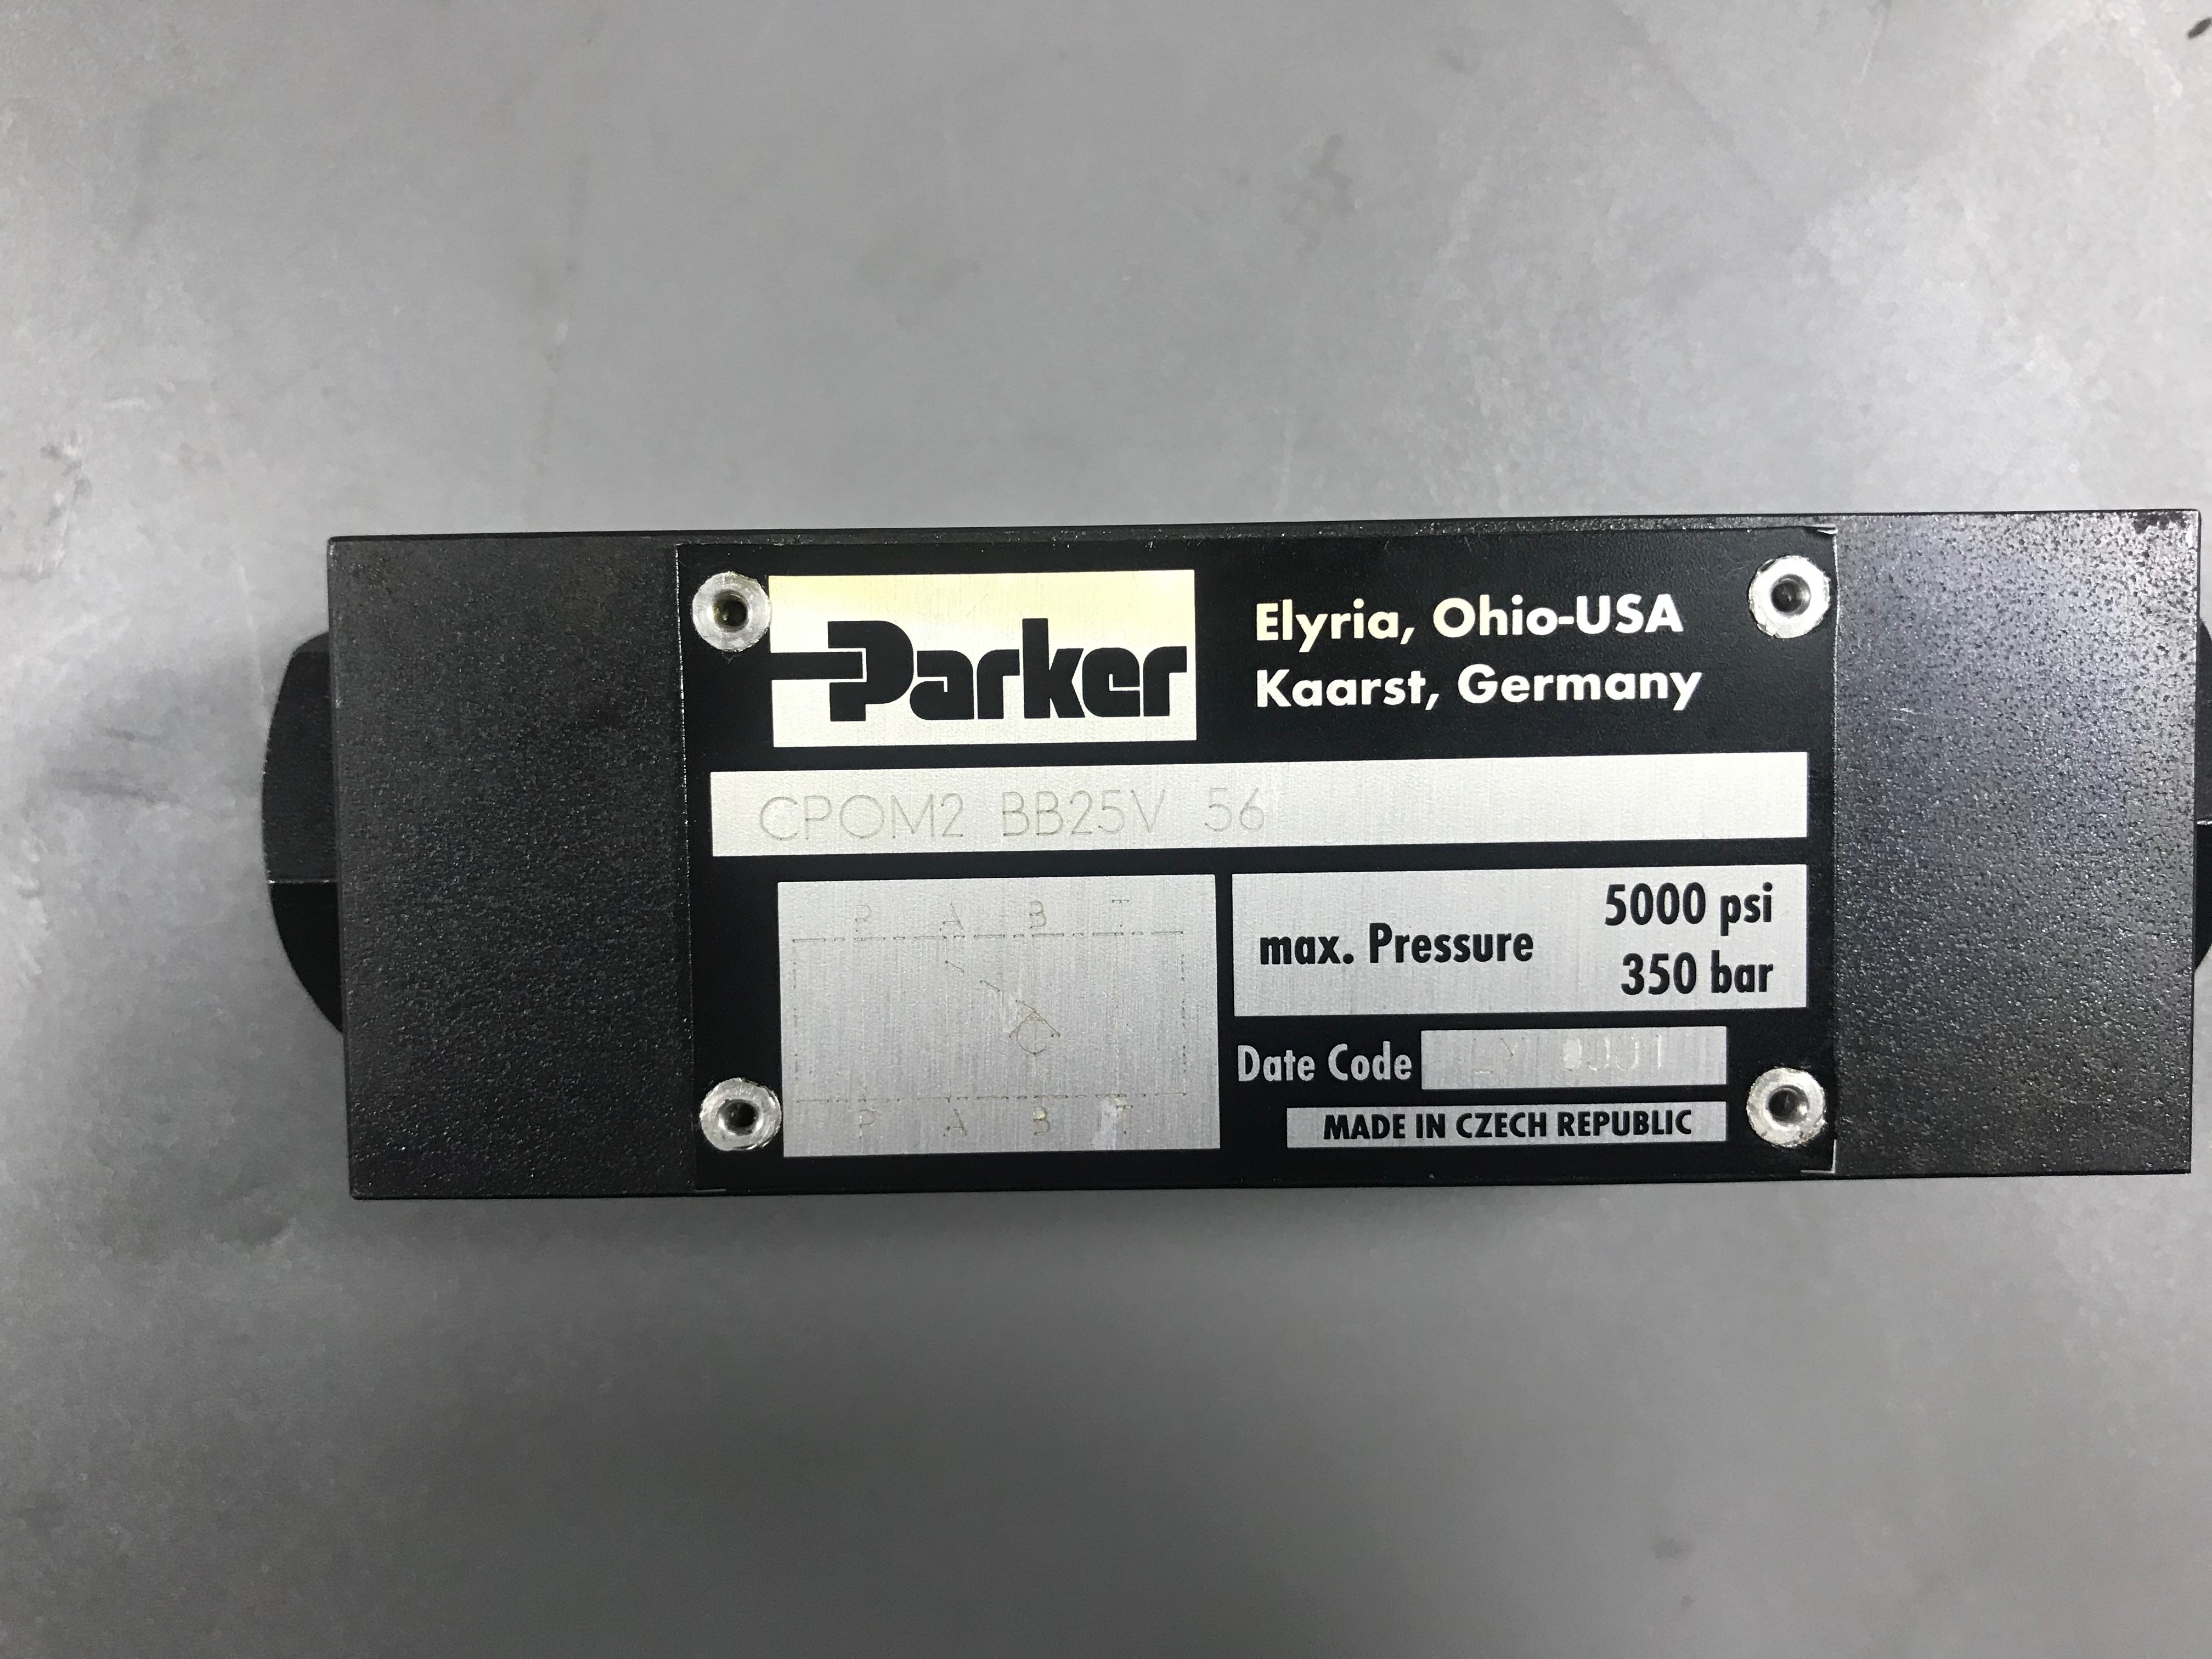 Parker
Elyria, Ohio-USA
Kaarst, Germany
CPOM2 BB25V 56
P A B T
max. Pressure 5000 psi
350 bar
Date Code
P A B T
MADE IN CZECH REPUBLIC